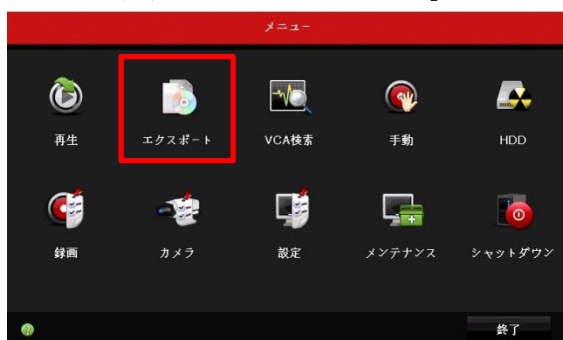 メニュー
再生 エクスポート VCA検索 手動 HDD
録画 カメラ 設定 メンテナンス シャットダウン
終了